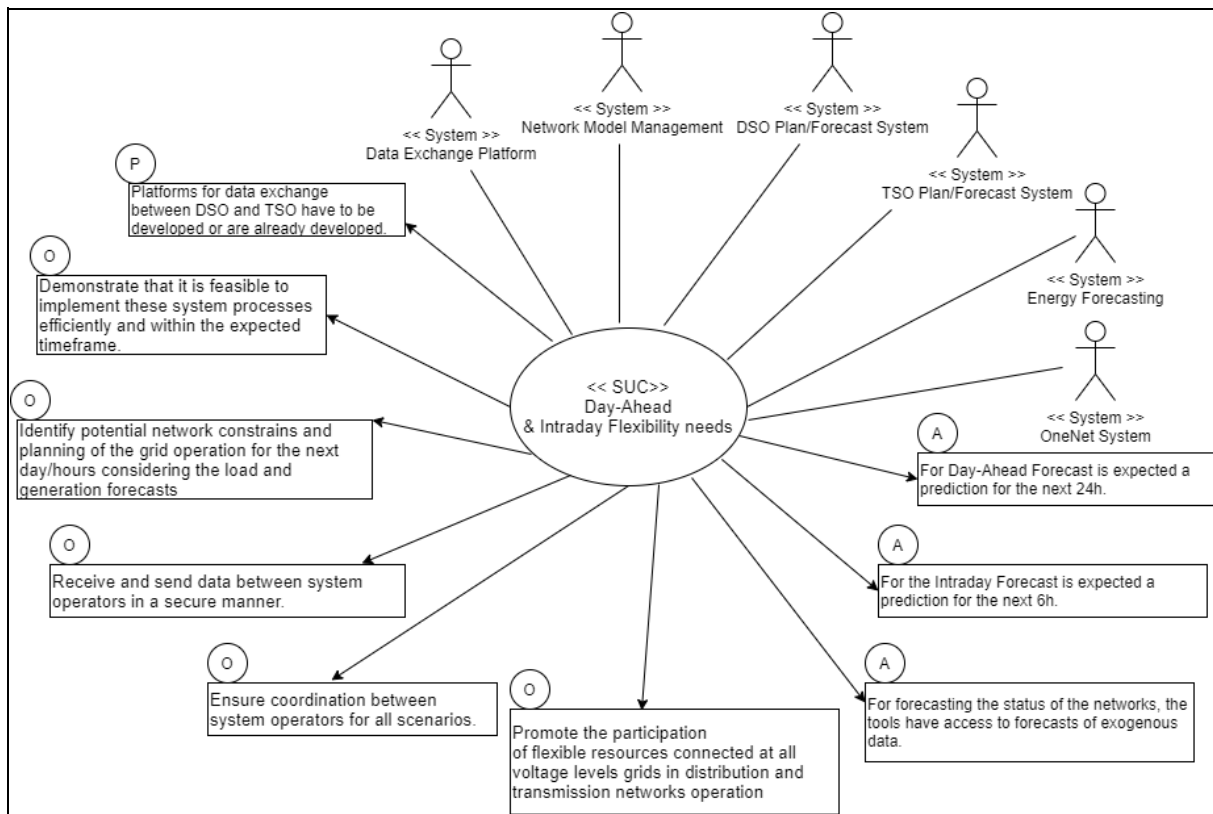 << System >>
Data Exchange Platform
<< System >>
Network Model Management
<< System >>
DSO Plan/Forecast System
<< System >>
TSO Plan/Forecast System
<< System >>
Energy Forecasting
<< System >>
OneNet System
<< SUC>>
Day-Ahead
& Intraday Flexibility needs
P
Platforms for data exchange
between DSO and TSO have to be
developed or are already developed.
O
Demonstrate that it is feasible to
implement these system processes
efficiently and within the expected
timeframe.
O
Identify potential network constrains and
planning of the grid operation for the next
day/hours considering the load and
generation forecasts
O
Receive and send data between system
operators in a secure manner.
O
Ensure coordination between
system operators for all scenarios.
O
Promote the participation
of flexible resources connected at all
voltage levels grids in distribution and
transmission networks operation
A
For Day-Ahead Forecast is expected a
prediction for the next 24h.
A
For the Intraday Forecast is expected a
prediction for the next 6h.
A
For forecasting the status of the networks, the
tools have access to forecasts of exogenous
data.